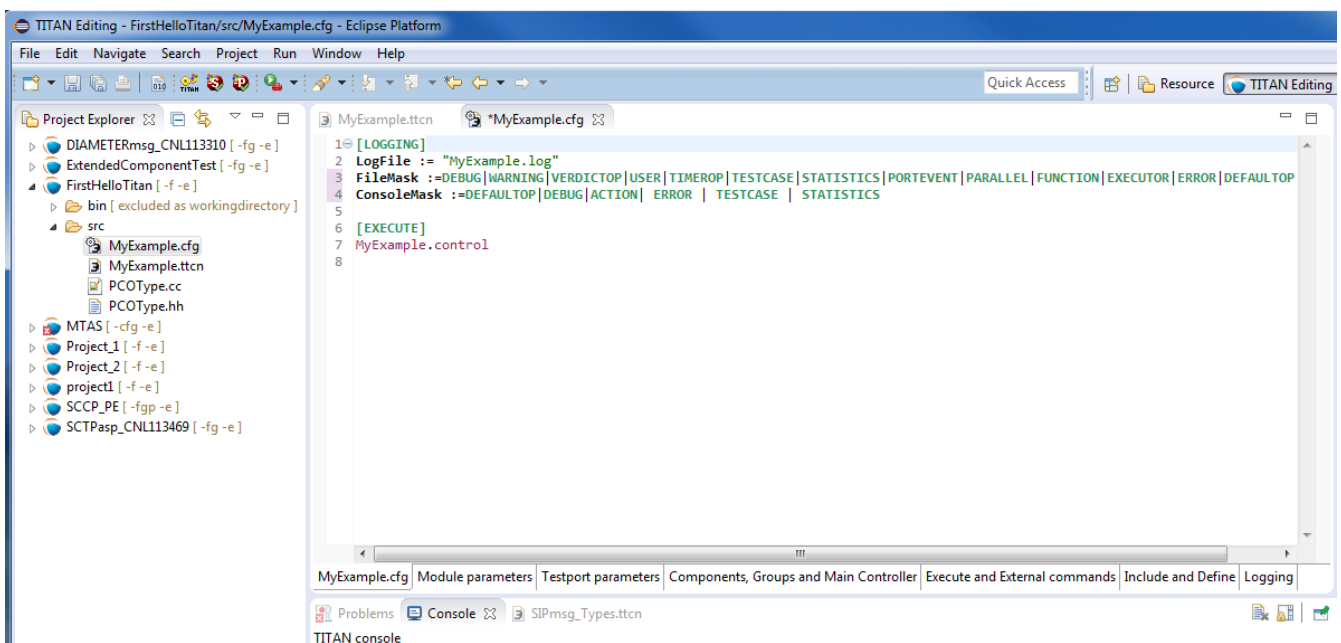 TITAN Editing - FirstHelloTitan/src/MyExample.cfg - Eclipse Platform
File Edit Navigate Search Project Run Window Help
Quick Access
Resource
TITAN Editing
Project Explorer
DIAMETERmsg_CNL113310 [ -fg -e ]
ExtendedComponentTest [ -fg -e ]
FirstHelloTitan [ -f -e ]
bin [ excluded as workingdirectory ]
src
MyExample.cfg
MyExample.ttcn
PCOType.cc
PCOType.hh
MTAS [ -cfg -e ]
Project_1 [ -f -e ]
Project_2 [ -f -e ]
project1 [ -f -e ]
SCCP_PE [ -fgp -e ]
SCTPasp_CNL113469 [ -fg -e ]
MyExample.ttcn
*MyExample.cfg
1 [LOGGING]
2 LogFile := "MyExample.log"
3 FileMask :=DEBUG|WARNING|VERDICTOP|USER|TIMEROP|TESTCASE|STATISTICS|PORTEVENT|PARALLEL|FUNCTION|EXECUTOR|ERROR|DEFAULTOP
4 ConsoleMask :=DEFAULTOP|DEBUG|ACTION| ERROR | TESTCASE | STATISTICS
5
6 [EXECUTE]
7 MyExample.control
8
MyExample.cfg Module parameters Testport parameters Components, Groups and Main Controller Execute and External commands Include and Define Logging
Problems Console SIPmsg_Types.ttcn
TITAN console